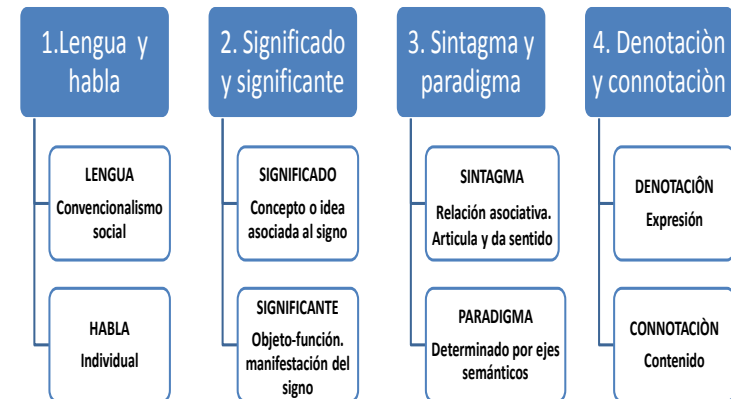 1.Lengua y
habla
LENGUA
Convencionalismo
social
HABLA
Individual
2. Significado
y significante
SIGNIFICADO
Concepto o idea
asociada al signo
SIGNIFICANTE
Objeto-función.
manifestación del
signo
3. Sintagma y
paradigma
SINTAGMA
Relación asociativa.
Articula y da sentido
PARADIGMA
Determinado por ejes
semánticos
4. Denotaciòn
y connotaciòn
DENOTACIÔN
Expresión
CONNOTACIÒN
Contenido